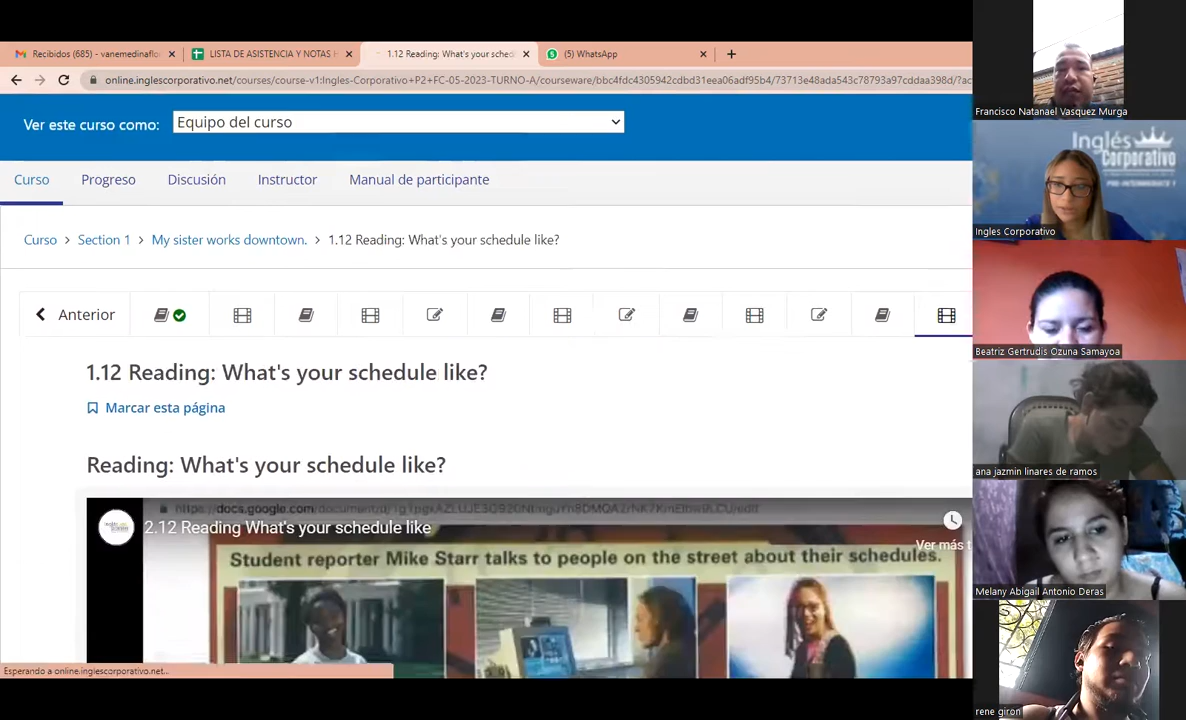 Recibidos (685) - vanemedinaflo
LISTA DE ASISTENCIA Y NOTAS
1.12 Reading: What's your sched
(5) WhatsApp
online.inglescorporativo.net/courses/course-v1:Ingles-Corporativo+P2+FC-05-2023-TURNO-A/courseware/bbc4fdc4305942cdbd31eea06adf95b4/73713e48ada543c78793a97cddaa398d/?ac
Ver este curso como:
Equipo del curso
Curso
Progreso
Discusión
Instructor
Manual de participante
Curso > Section 1 > My sister works downtown. > 1.12 Reading: What's your schedule like?
Anterior
1.12 Reading: What's your schedule like?
Marcar esta página
Reading: What's your schedule like?
2.12 Reading What's your schedule like
Ver más t
Student reporter Mike Starr talks to people on the street about their schedules.
Esperando a online.inglescorporativo.net...
Francisco Natanael Vasquez Murga
Inglés
Corporativo
PRE-INTERMEDIATE 1
Ingles Corporativo
Beatriz Gertrudis Ozuna Samayoa
ana jazmin linares de ramos
Melany Abigail Antonio Deras
rene giron